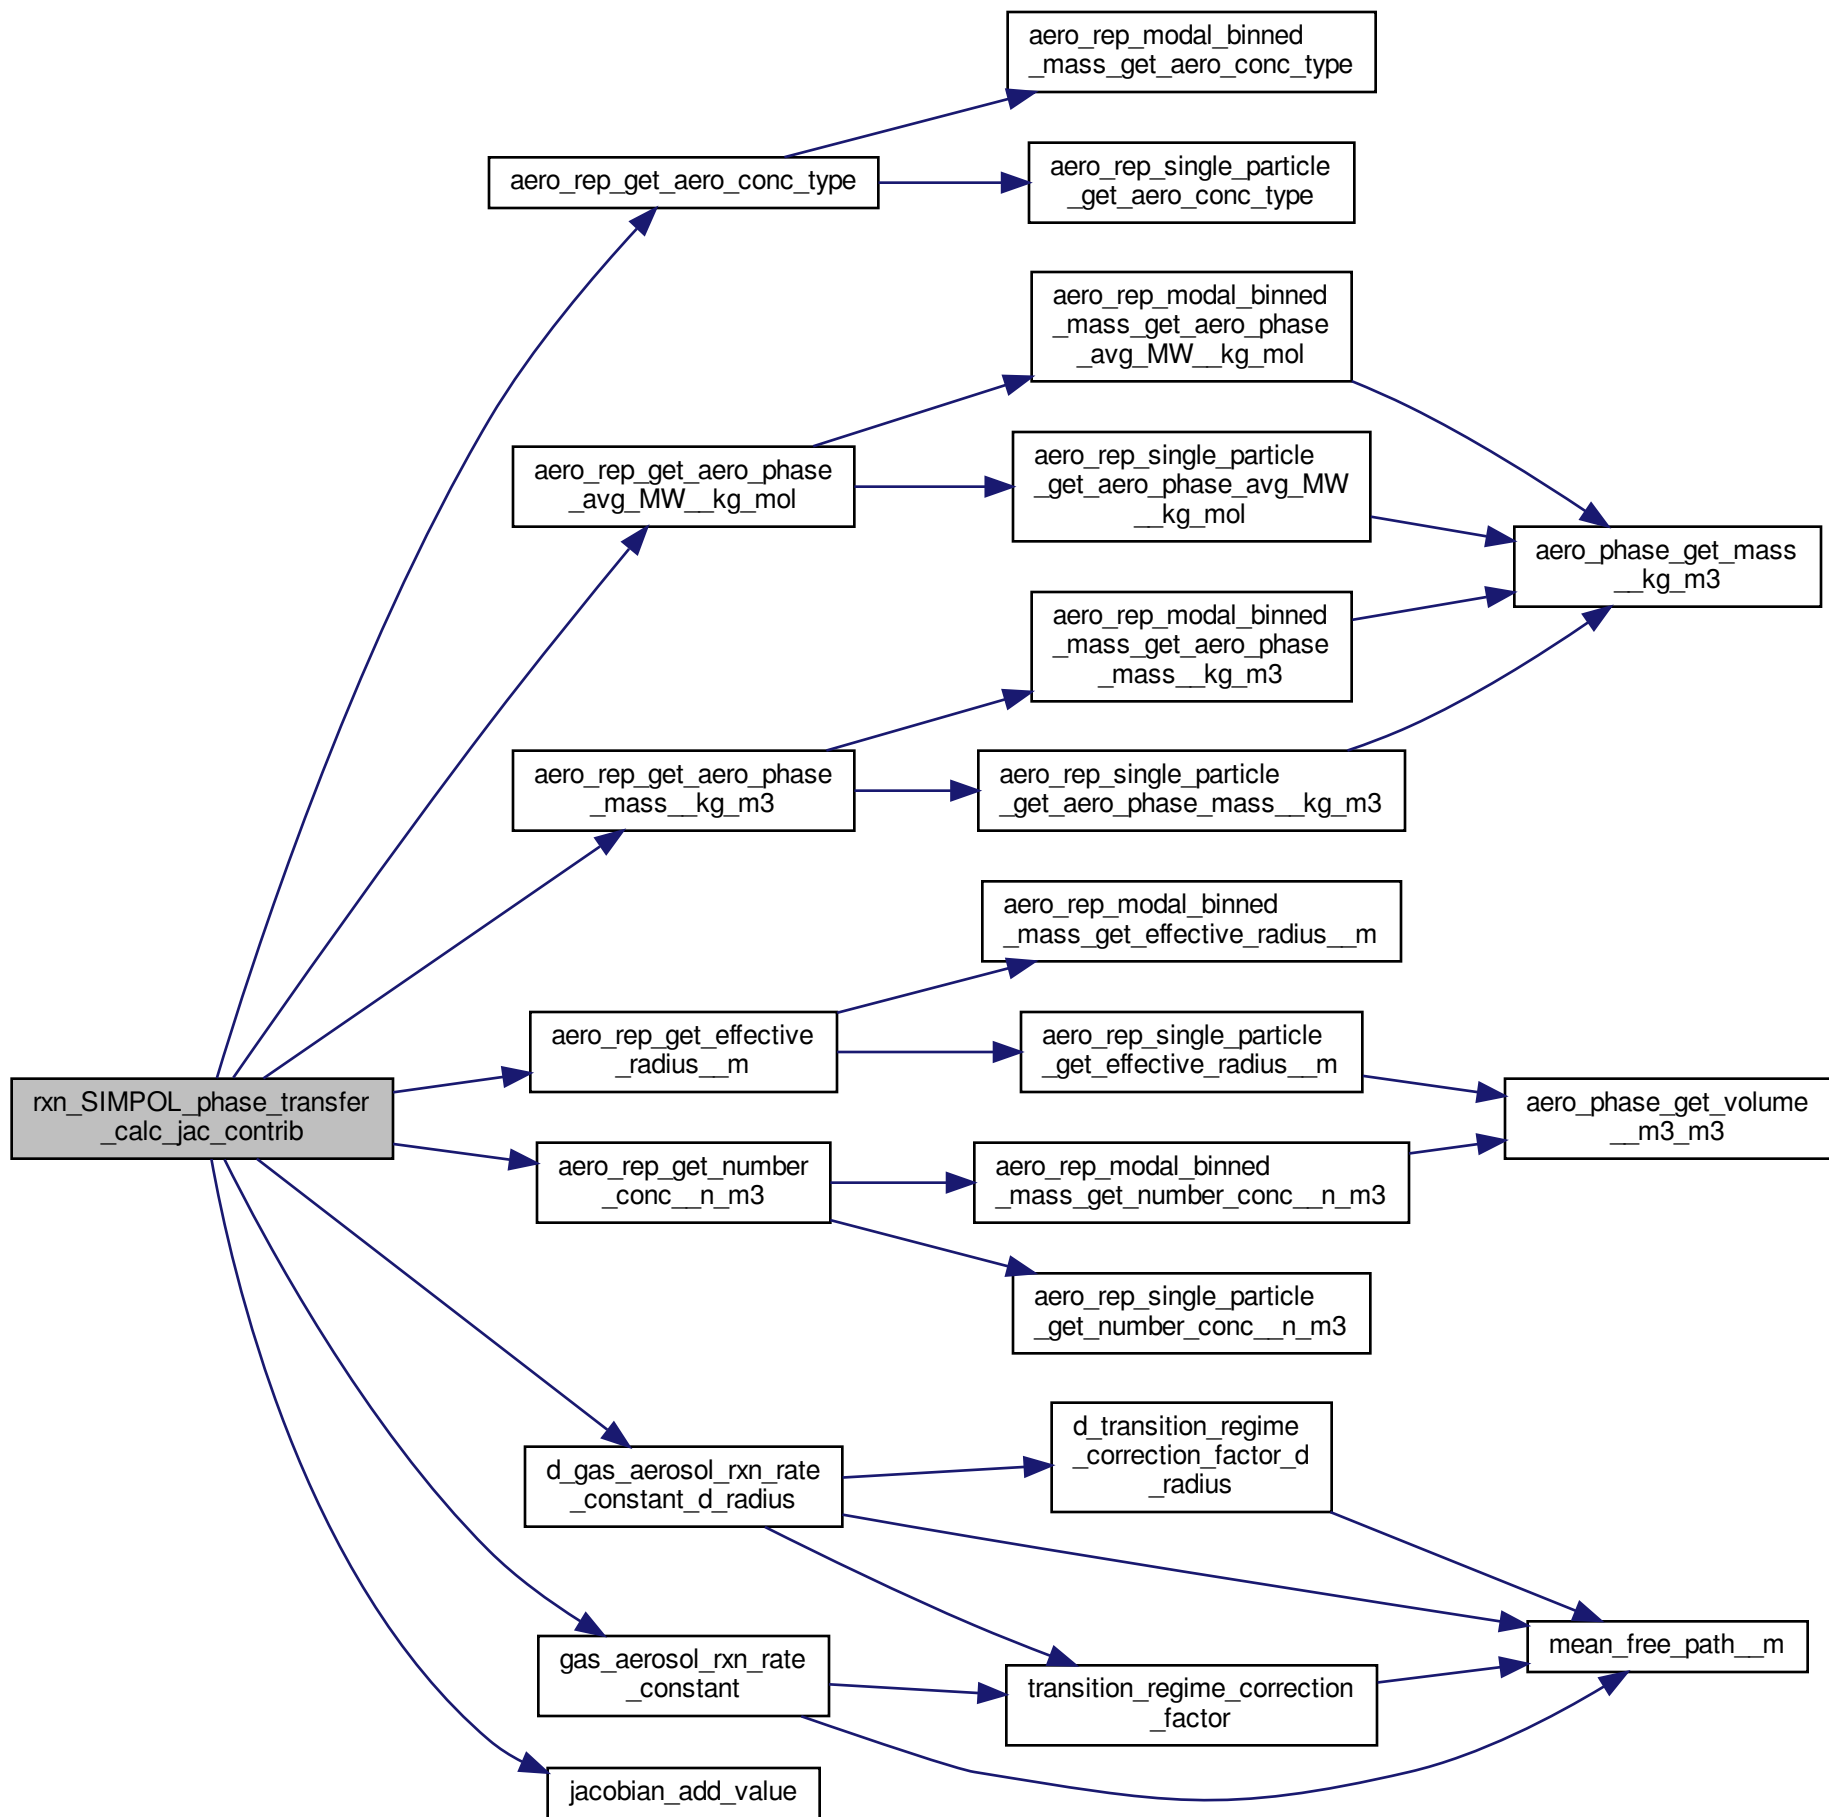 aero_rep_modal_binned
_mass_get_aero_conc_type
aero_rep_get_aero_conc_type
aero_rep_single_particle
_get_aero_conc_type
aero_rep_modal_binned
_mass_get_aero_phase
_avg_MW__kg_mol
aero_rep_get_aero_phase
_avg_MW__kg_mol
aero_rep_single_particle
_get_aero_phase_avg_MW
__kg_mol
aero_phase_get_mass
__kg_m3
aero_rep_modal_binned
_mass_get_aero_phase
_mass__kg_m3
aero_rep_get_aero_phase
_mass__kg_m3
aero_rep_single_particle
_get_aero_phase_mass__kg_m3
aero_rep_modal_binned
_mass_get_effective_radius__m
aero_rep_get_effective
_radius__m
aero_rep_single_particle
_get_effective_radius__m
rxn_SIMPOL_phase_transfer
_calc_jac_contrib
aero_phase_get_volume
__m3_m3
aero_rep_get_number
_conc__n_m3
aero_rep_modal_binned
_mass_get_number_conc__n_m3
aero_rep_single_particle
_get_number_conc__n_m3
d_gas_aerosol_rxn_rate
_constant_d_radius
d_transition_regime
_correction_factor_d
_radius
gas_aerosol_rxn_rate
_constant
transition_regime_correction
_factor
mean_free_path__m
jacobian_add_value